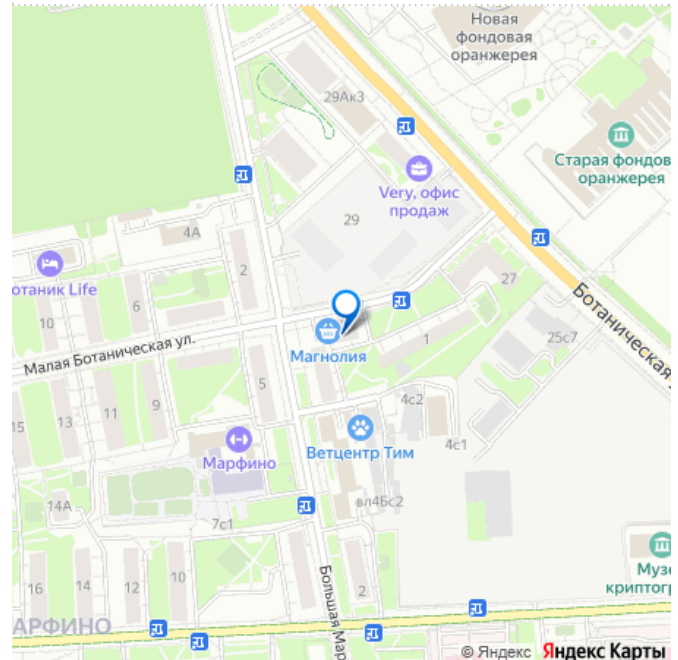 Новая
фондовая
оранжерея
29Ак3
Старая фондов
оранжерея
Very, офис
продаж
29
4А
2
27
отаник Life
6
10
Ботаническая
1
25с7
Магнолия
Малая Ботаническая ул.
5
9
11
13
15
4с2
4с1
Марфино
Ветцентр Тим
вл4Бс2
14А
7с1
Музе
криптогр
16
14
12
10
2
Большая Мар
АРФИНО
© Яндекс Яндекс Карты